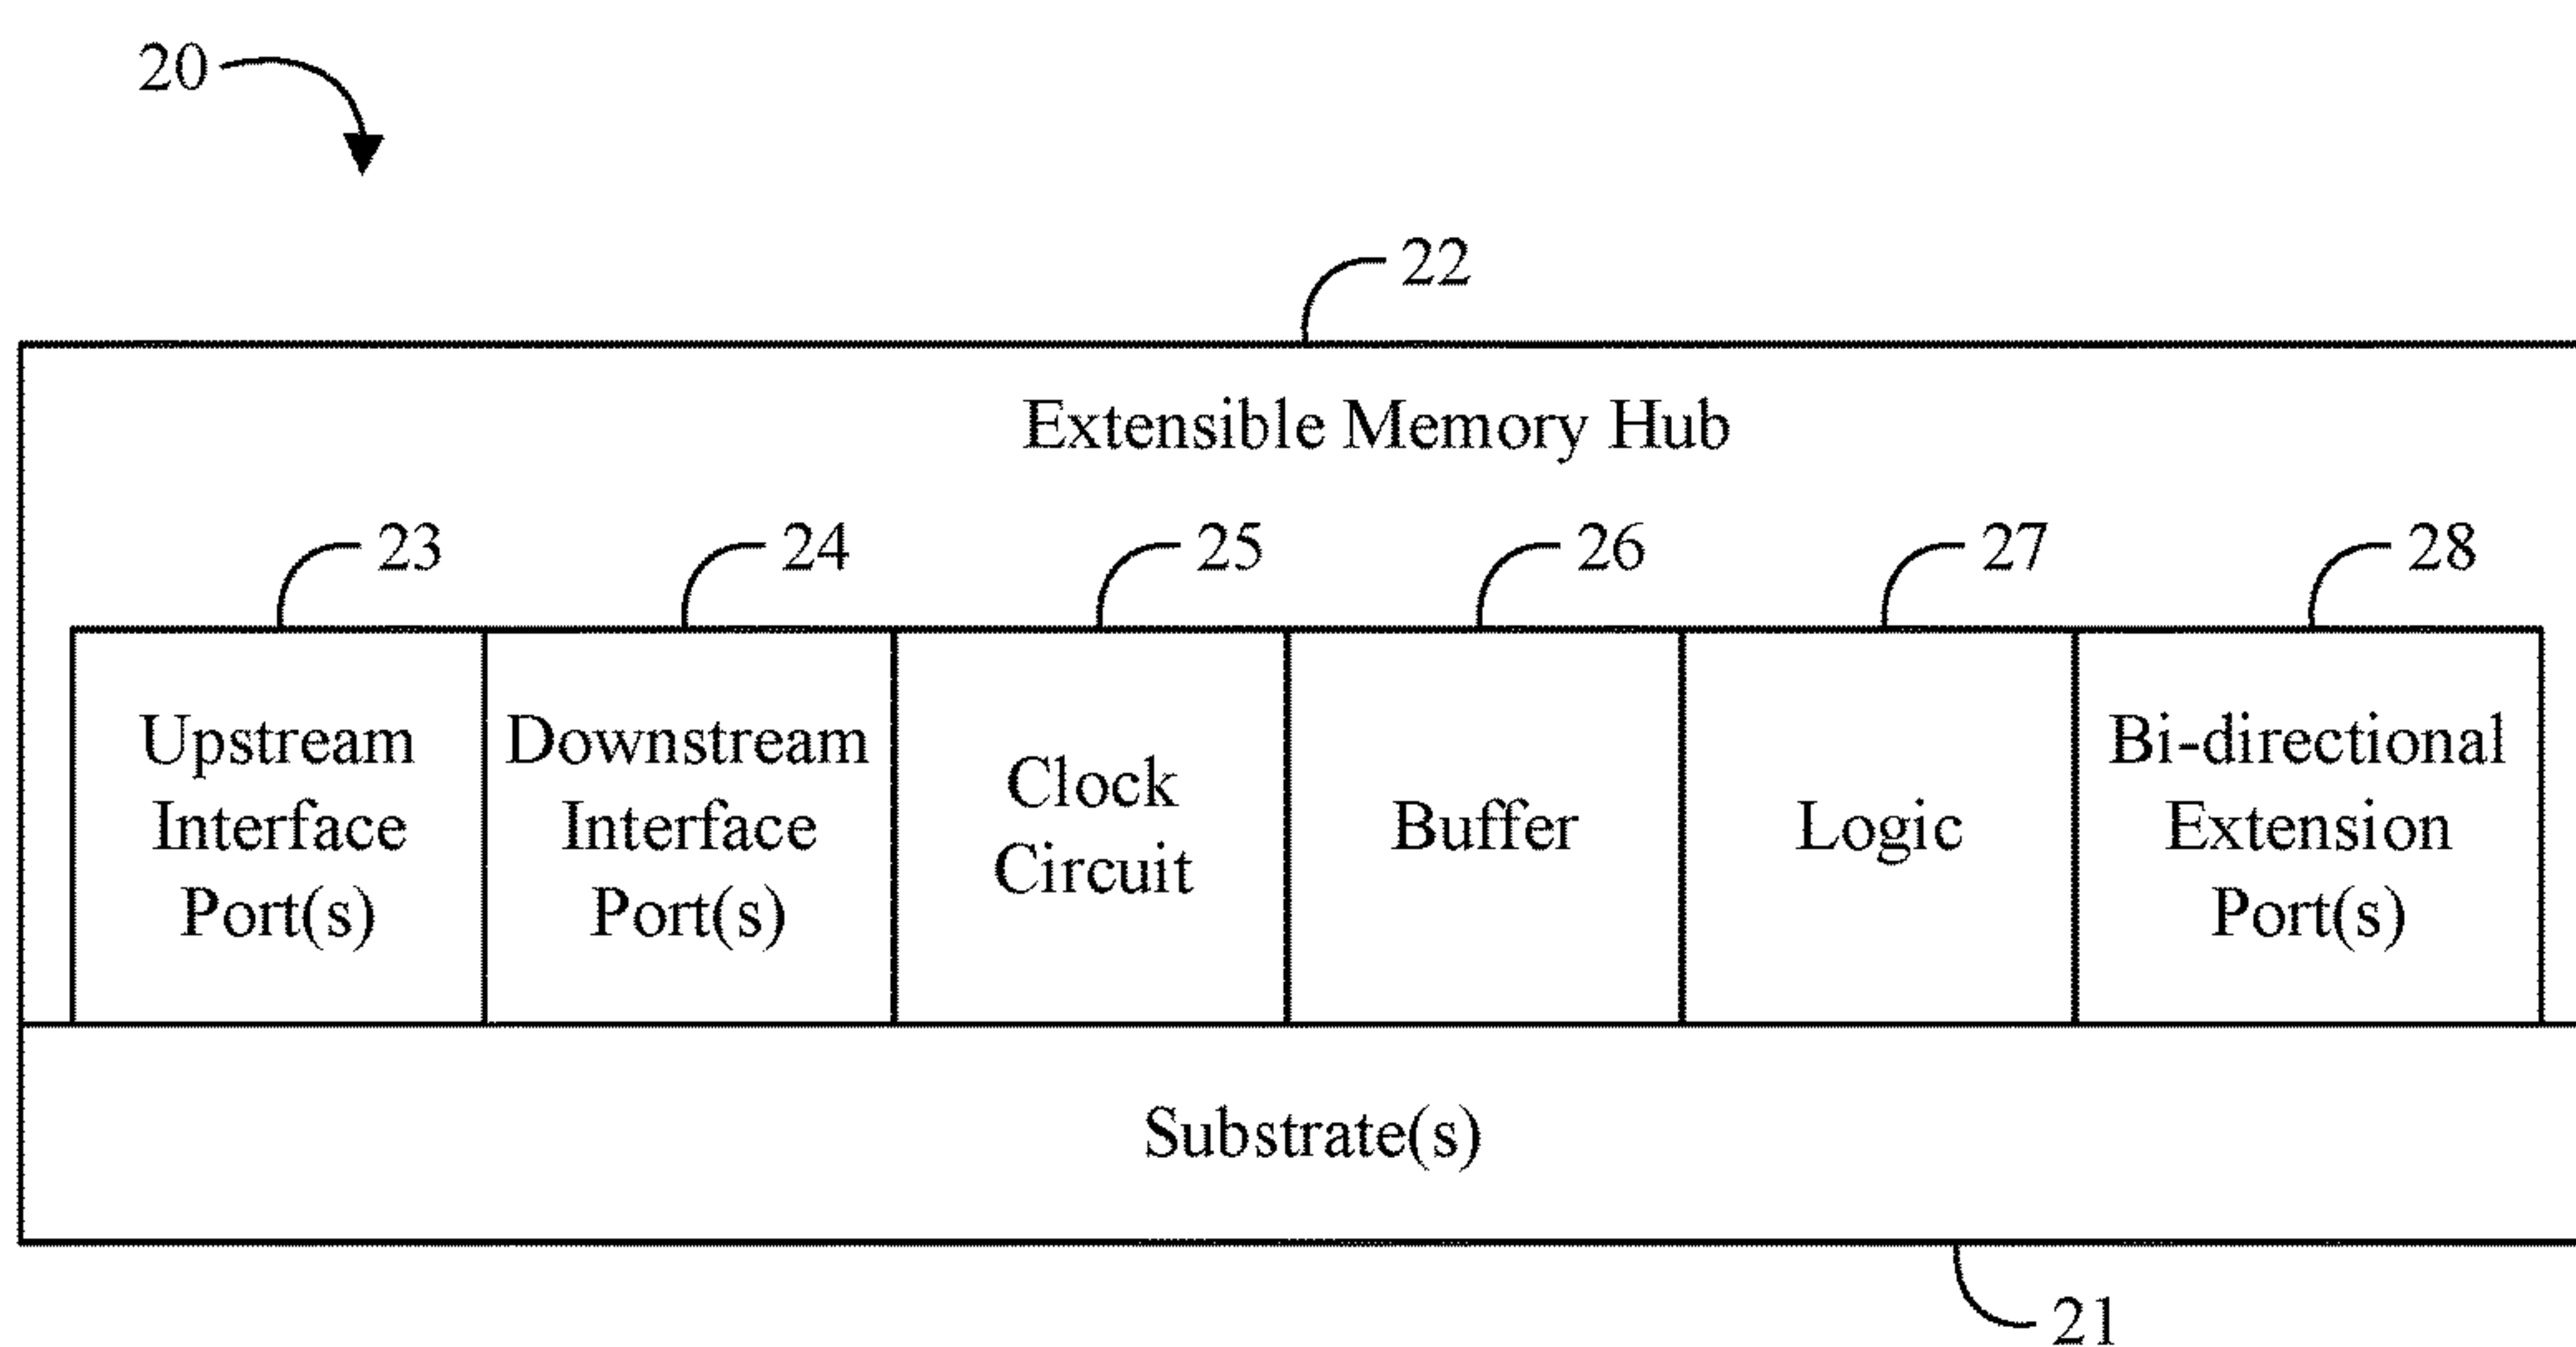 20
22
Extensible Memory Hub
23
24
25
26
27
28
Upstream
Interface
Port(s)
Downstream
Interface
Port(s)
Clock
Circuit
Buffer
Logic
Bi-directional
Extension
Port(s)
Substrate(s)
21